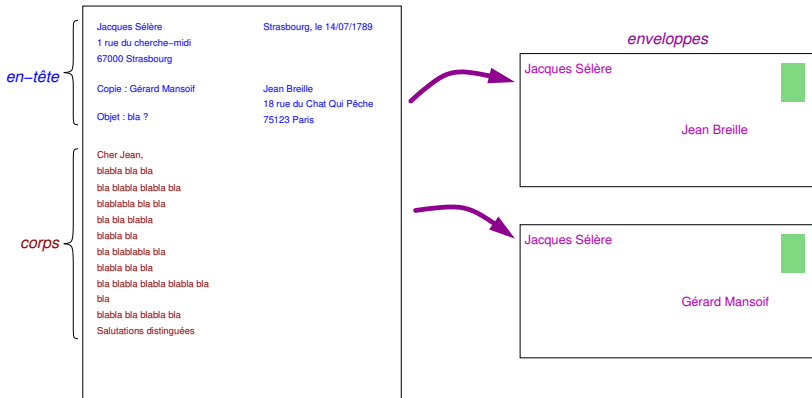 Jacques Sélère
Strasbourg, le 14/07/1789
1 rue du cherche-midi
67000 Strasbourg
en-tête
Copie : Gérard Mansoif
Jean Breille
18 rue du Chat Qui Pêche
Objet : bla ?
75123 Paris
Cher Jean,
blabla bla bla
bla blabla blabla bla
blablabla bla bla
bla bla blabla
blabla bla
corps
bla blablabla bla
blabla bla bla
bla blabla blabla blabla bla
bla
blabla bla blabla bla
Salutations distinguées
enveloppes
Jacques Sélère
Jean Breille
Jacques Sélère
Gérard Mansoif